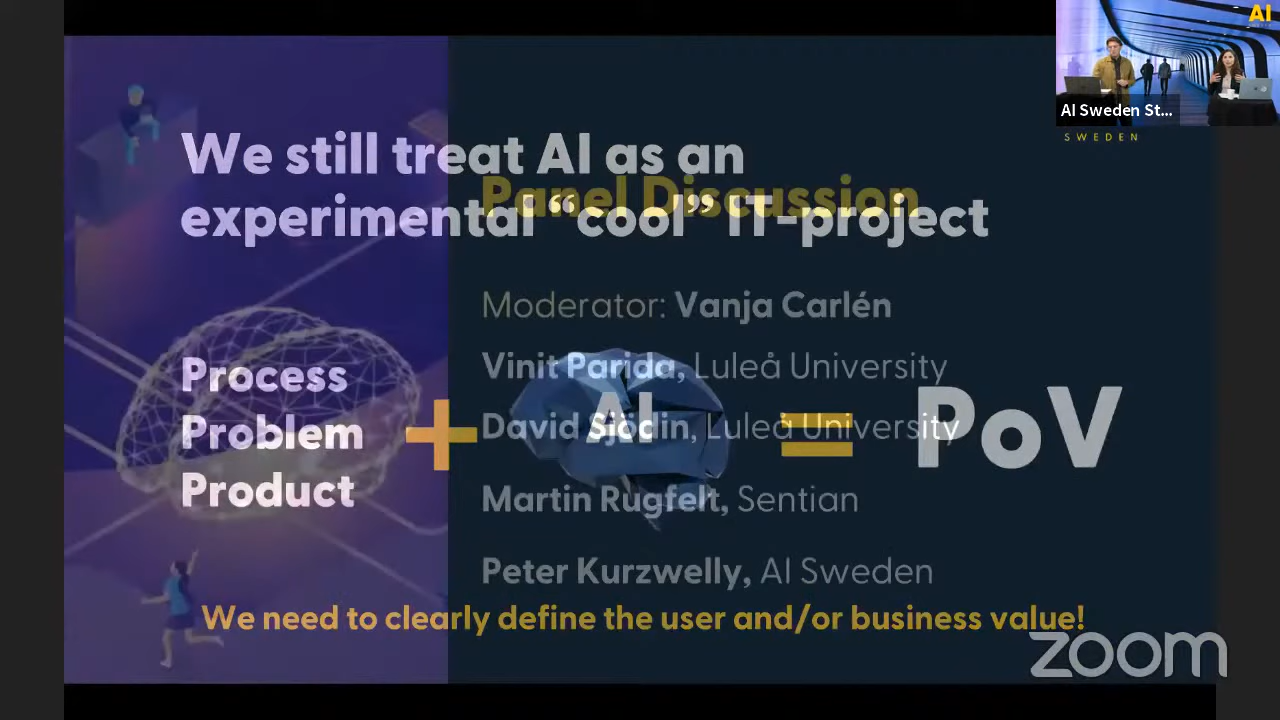 AI
AI Sweden St...
SWEDEN
We still treat AI as an
experimental “cool” IT-project
Process
Problem
Product
+
AI
=
PoV
We need to clearly define the user and/or business value!
Panel Discussion
Moderator: Vanja Carlén
Vinit Parida, Luleå University
David Sjödin, Luleå University
Martin Rugfelt, Sentian
Peter Kurzwelly, AI Sweden
zoom